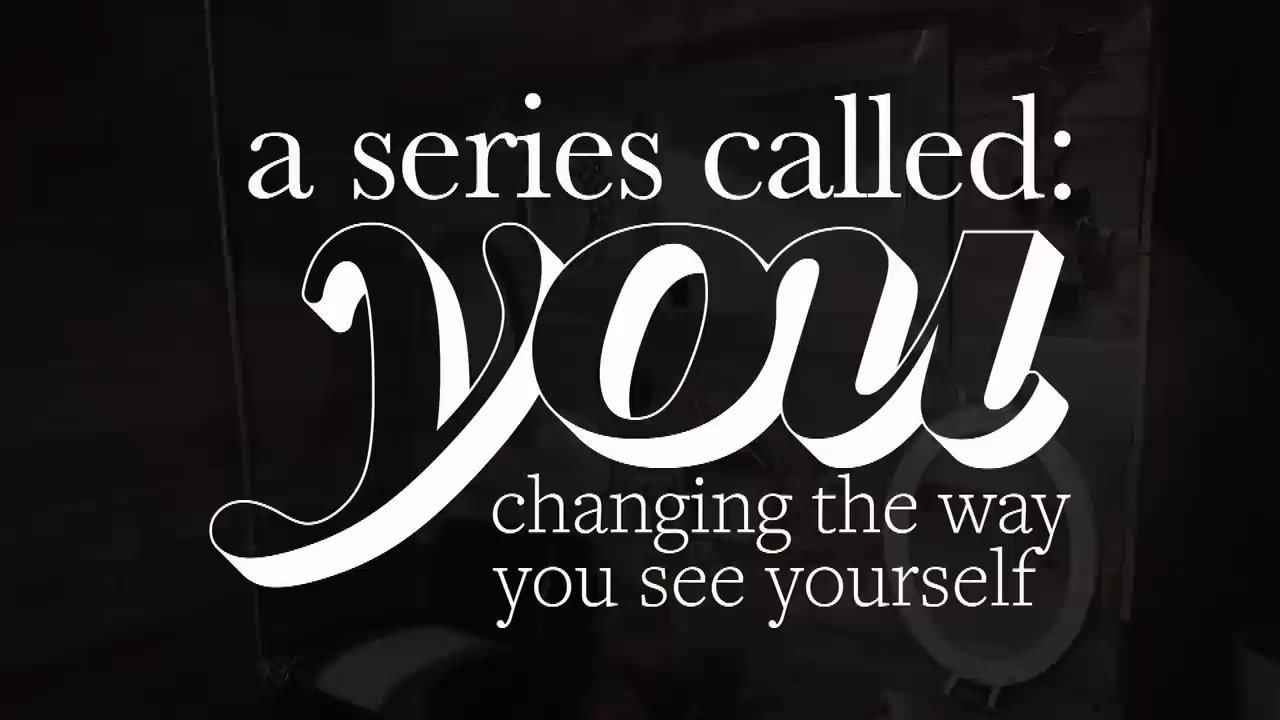 a series called:
you
changing the way
you see yourself